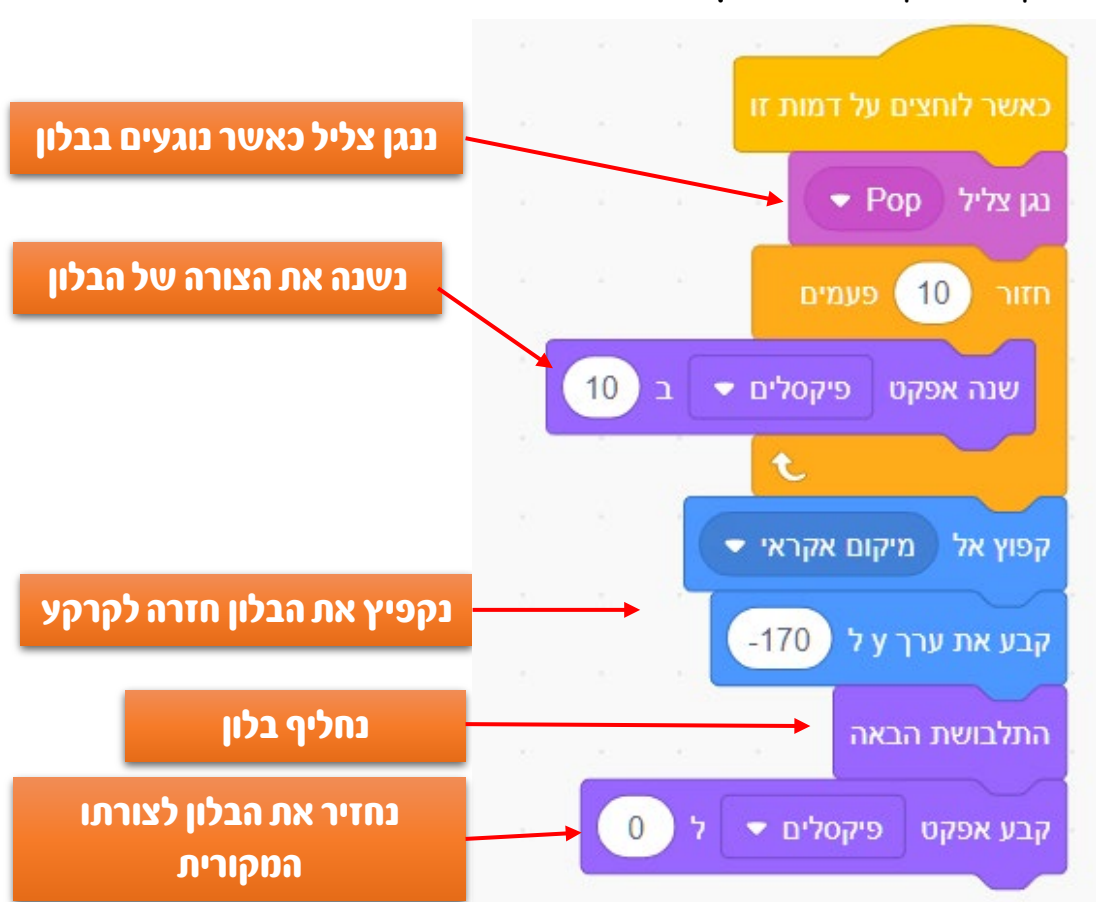 כאשר לוחצים על דמות זו
ננגן צליל כאשר נוגעים בבלון
נגן צליל Pop
נשנה את הצורה של הבלון
חזור 10 פעמים
שנה אפקט פיקסלים ב 10
קפוץ אל מיקום אקראי
נקפיץ את הבלון חזרה לקרקע
קבע את ערך y ל -170
נחליף בלון
התלבושת הבאה
נחזיר את הבלון לצורתו
המקורית
קבע אפקט פיקסלים ל 0